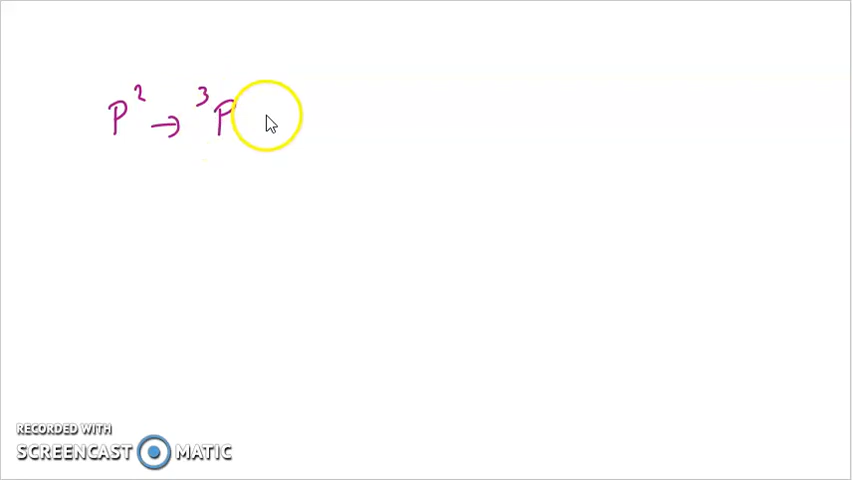 P² → ³P
RECORDED WITH
SCREENCAST MATIC